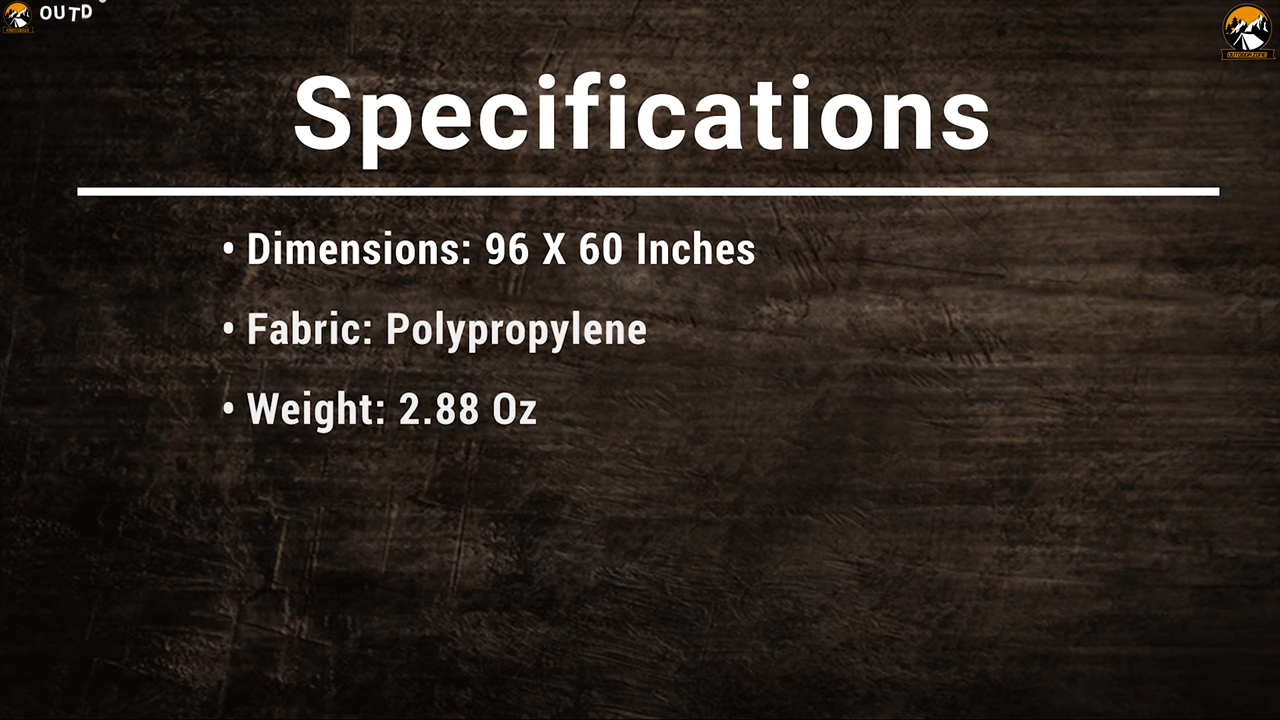 OUTD
Specifications
• Dimensions: 96 X 60 Inches
• Fabric: Polypropylene
• Weight: 2.88 Oz